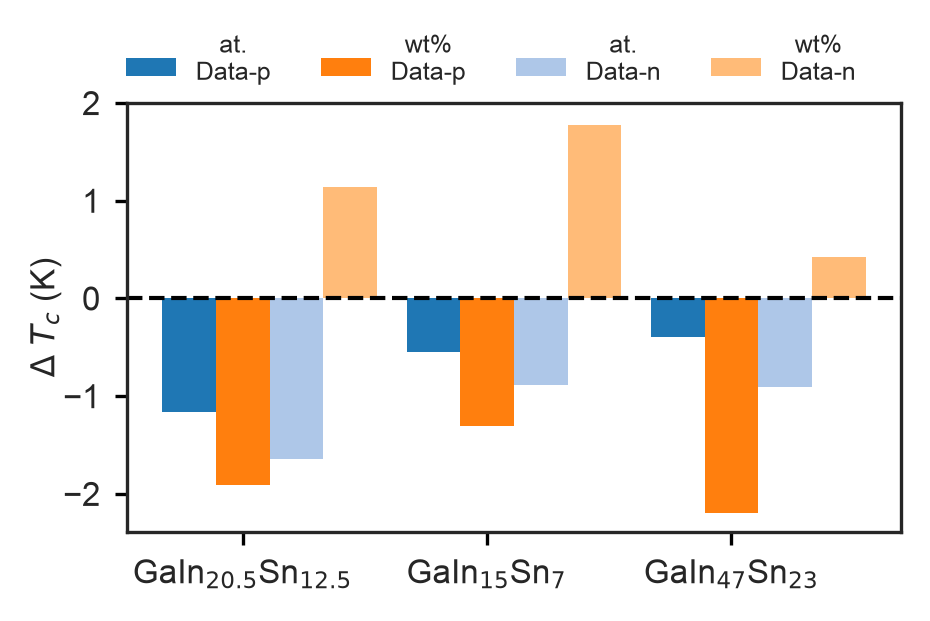 at. wt% at. wt%
Data-p Data-p Data-n Data-n
2
1
0
−1
−2
Δ T_c (K)
GaIn₂₀.₅Sn₁₂.₅ GaIn₁₅Sn₇ GaIn₄₇Sn₂₃